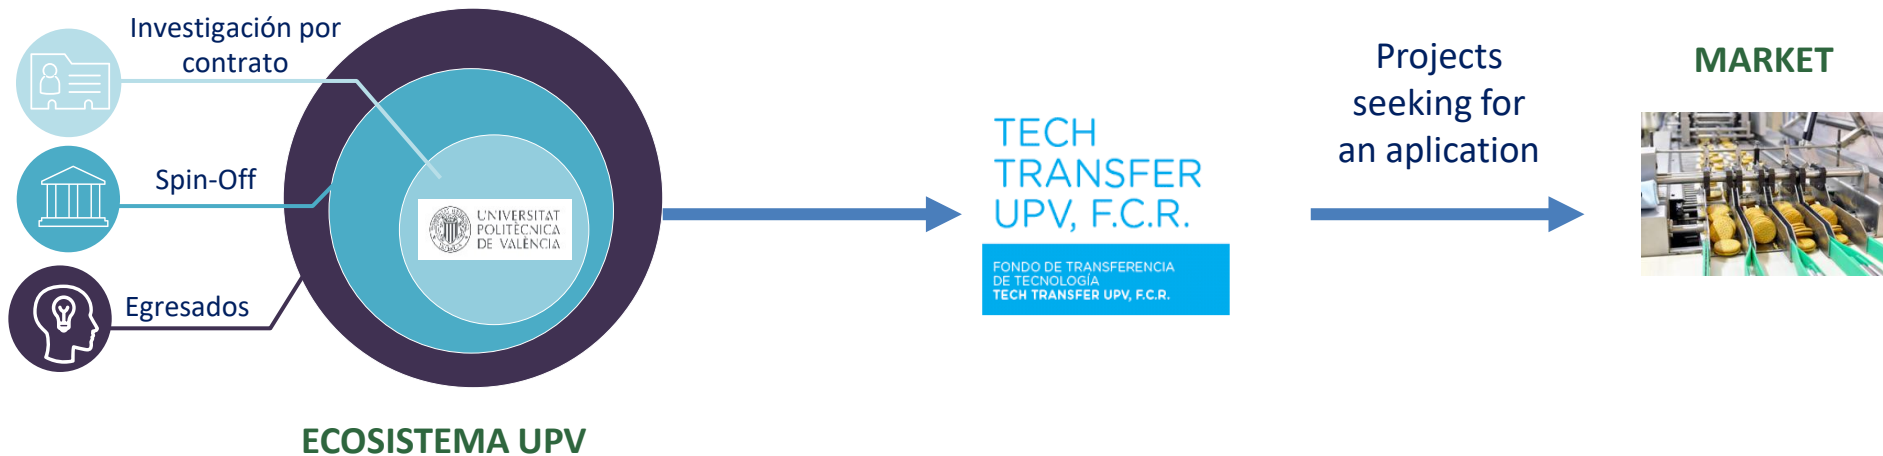 Investigación por
contrato
Spin-Off
Egresados
UNIVERSITAT
POLITÈCNICA
DE VALÈNCIA
ECOSISTEMA UPV
TECH
TRANSFER
UPV, F.C.R.
FONDO DE TRANSFERENCIA
DE TECNOLOGÍA
TECH TRANSFER UPV, F.C.R.
Projects
seeking for
an aplication
MARKET